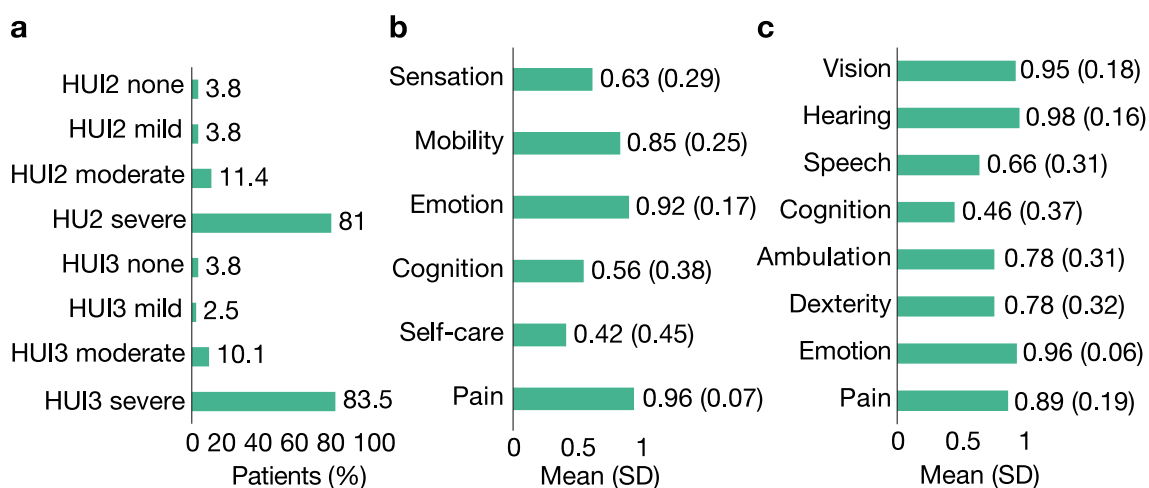 a
HUI2 none 3.8
HUI2 mild 3.8
HUI2 moderate 11.4
HU2 severe 81
HUI3 none 3.8
HUI3 mild 2.5
HUI3 moderate 10.1
HUI3 severe 83.5
0 20 40 60 80 100
Patients (%)
b
Sensation 0.63 (0.29)
Mobility 0.85 (0.25)
Emotion 0.92 (0.17)
Cognition 0.56 (0.38)
Self-care 0.42 (0.45)
Pain 0.96 (0.07)
0 0.5 1
Mean (SD)
c
Vision 0.95 (0.18)
Hearing 0.98 (0.16)
Speech 0.66 (0.31)
Cognition 0.46 (0.37)
Ambulation 0.78 (0.31)
Dexterity 0.78 (0.32)
Emotion 0.96 (0.06)
Pain 0.89 (0.19)
0 0.5 1
Mean (SD)